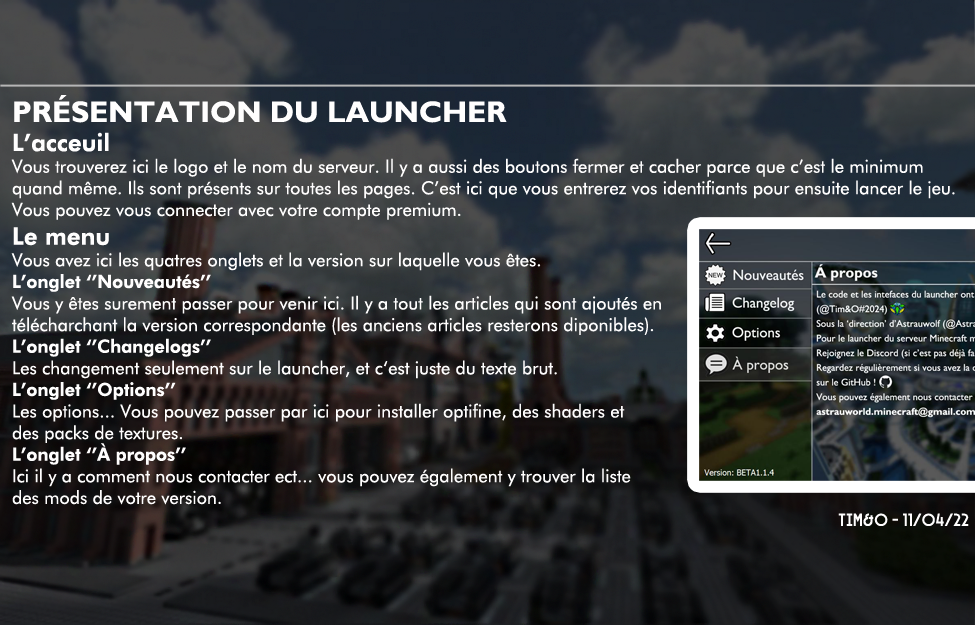 PRÉSENTATION DU LAUNCHER
L'acceuil
Vous trouverez ici le logo et le nom du serveur. Il y a aussi des boutons fermer et cacher parce que c'est le minimum
quand même. Ils sont présents sur toutes les pages. C'est ici que vous entrerez vos identifiants pour ensuite lancer le jeu.
Vous pouvez vous connecter avec votre compte premium.
Le menu
Vous avez ici les quatres onglets et la version sur laquelle vous êtes.
L'onglet ''Nouveautés''
Vous y êtes surement passer pour venir ici. Il y a tout les articles qui sont ajoutés en
télécharchant la version correspondante (les anciens articles resterons diponibles).
L'onglet ''Changelogs''
Les changement seulement sur le launcher, et c'est juste du texte brut.
L'onglet ''Options''
Les options... Vous pouvez passer par ici pour installer optifine, des shaders et
des packs de textures.
L'onglet ''À propos''
Ici il y a comment nous contacter ect... vous pouvez également y trouver la liste
des mods de votre version.
NEW Nouveautés
Changelog
Options
À propos
Version: BETA1.1.4
Á propos
Le code et les intefaces du launcher ont
(@Tim&O#2024)
Sous la 'direction' d'Astrauwolf (@Astra
Pour le launcher du serveur Minecraft m
Rejoignez le Discord (si c'est pas déjà fa
Regardez régulièrement si vous avez la d
sur le GitHub !
Vous pouvez également nous contacter
astrauworld.minecraft@gmail.com
TIM&O - 11/04/22